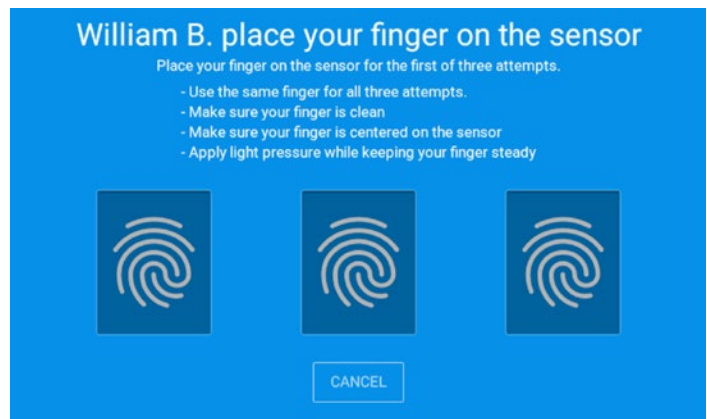 William B. place your finger on the sensor
Place your finger on the sensor for the first of three attempts.
- Use the same finger for all three attempts.
- Make sure your finger is clean
- Make sure your finger is centered on the sensor
- Apply light pressure while keeping your finger steady
CANCEL